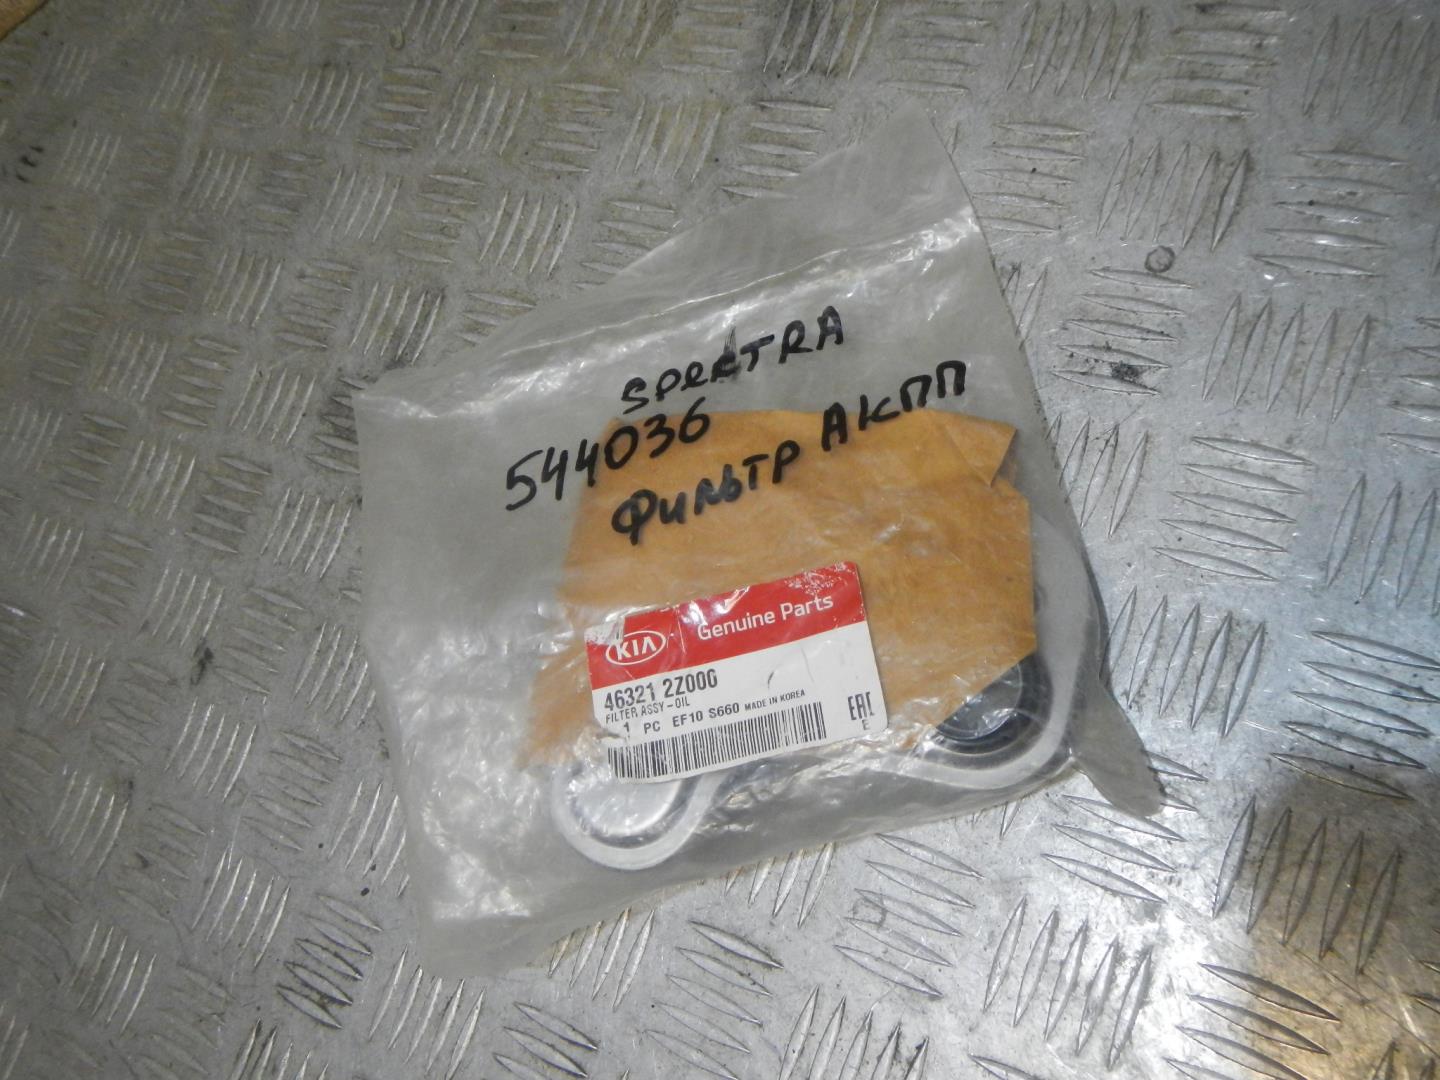 SPECTRA
544036
Фильтр АКПП
KIA Genuine Parts
46321 2Z000
FILTER ASSY-OIL
1 PC EF10 S660 MADE IN KOREA
EAC
E